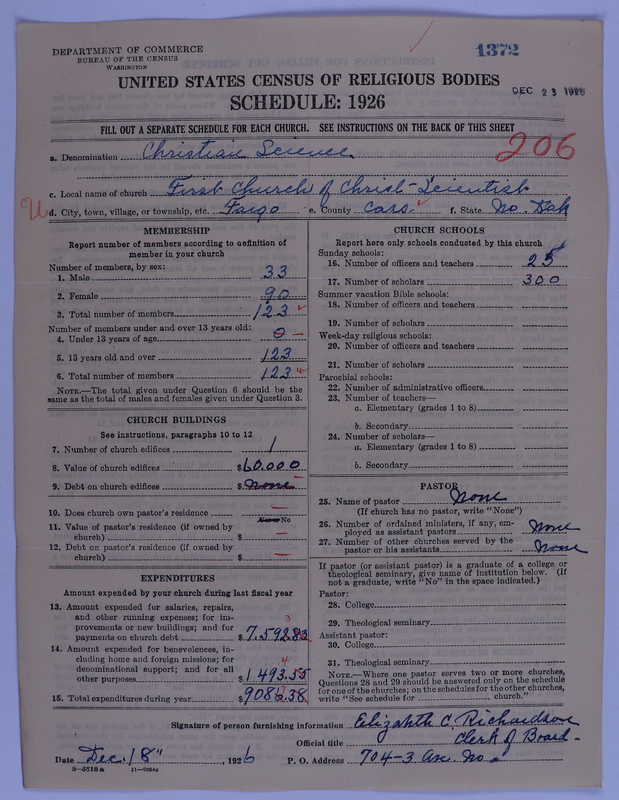 DEPARTMENT OF COMMERCE
BUREAU OF THE CENSUS
WASHINGTON
1372
UNITED STATES CENSUS OF RELIGIOUS BODIES
DEC 23 1926
SCHEDULE: 1926
FILL OUT A SEPARATE SCHEDULE FOR EACH CHURCH. SEE INSTRUCTIONS ON THE BACK OF THIS SHEET
206
a. Denomination Christian Science
c. Local name of church First Church of Christ-Scientist
d. City, town, village, or township, etc. Fargo e. County Cass f. State No. Dak
MEMBERSHIP
Report number of members according to definition of
member in your church
Number of members, by sex:
1. Male 33
2. Female 90
3. Total number of members 123
Number of members under and over 13 years old:
4. Under 13 years of age 0
5. 13 years old and over 123
6. Total number of members 123
NOTE.—The total given under Question 6 should be the
same as the total of males and females given under Question 3.
CHURCH BUILDINGS
See instructions, paragraphs 10 to 12
7. Number of church edifices 1
8. Value of church edifices $60.000
9. Debt on church edifices $ none
10. Does church own pastor's residence —
No
11. Value of pastor's residence (if owned by
church) $ —
12. Debt on pastor's residence (if owned by
church) $ —
EXPENDITURES
Amount expended by your church during last fiscal year
13. Amount expended for salaries, repairs,
and other running expenses; for im-
provements or new buildings; and for
payments on church debt $7.592.83
3
14. Amount expended for benevolences, in-
cluding home and foreign missions; for
denominational support; and for all
other purposes $1493.55
4
15. Total expenditures during year $9086.38
CHURCH SCHOOLS
Report here only schools conducted by this church
Sunday schools:
16. Number of officers and teachers 25
17. Number of scholars 300
Summer vacation Bible schools:
18. Number of officers and teachers
19. Number of scholars
Week-day religious schools:
20. Number of officers and teachers
21. Number of scholars
Parochial schools:
22. Number of administrative officers
23. Number of teachers—
a. Elementary (grades 1 to 8)
b. Secondary
24. Number of scholars—
a. Elementary (grades 1 to 8)
b. Secondary
PASTOR
25. Name of pastor None
(If church has no pastor, write "None")
26. Number of ordained ministers, if any, em-
ployed as assistant pastors None
27. Number of other churches served by the
pastor or his assistants None
If pastor (or assistant pastor) is a graduate of a college or
theological seminary, give name of institution below. (If
not a graduate, write "No" in the space indicated.)
Pastor:
28. College
29. Theological seminary
Assistant pastor:
30. College
31. Theological seminary
NOTE.—Where one pastor serves two or more churches,
Questions 28 and 29 should be answered only on the schedule
for one of the churches; on the schedules for the other churches,
write "See schedule for church."
Signature of person furnishing information Elizabeth C. Richardson
Official title Clerk of Board-
Date Dec. 18", 1926 P. O. Address 704-3 Ave. No.
8—5518a 11—9054a